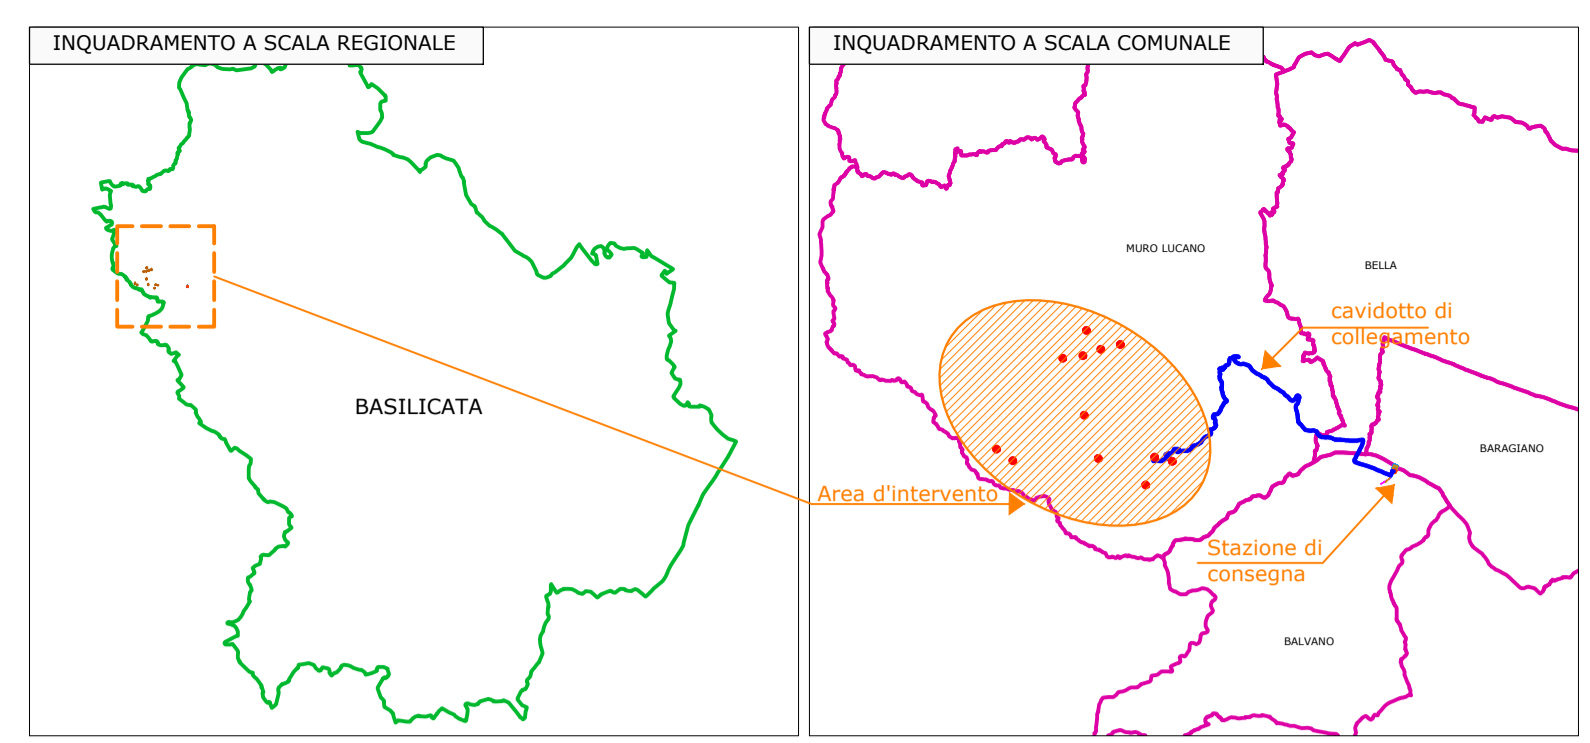 INQUADRAMENTO A SCALA REGIONALE
BASILICATA
INQUADRAMENTO A SCALA COMUNALE
MURO LUCANO
BELLA
cavidotto di
collegamento
BARAGIANO
Area d'intervento
Stazione di
consegna
BALVANO